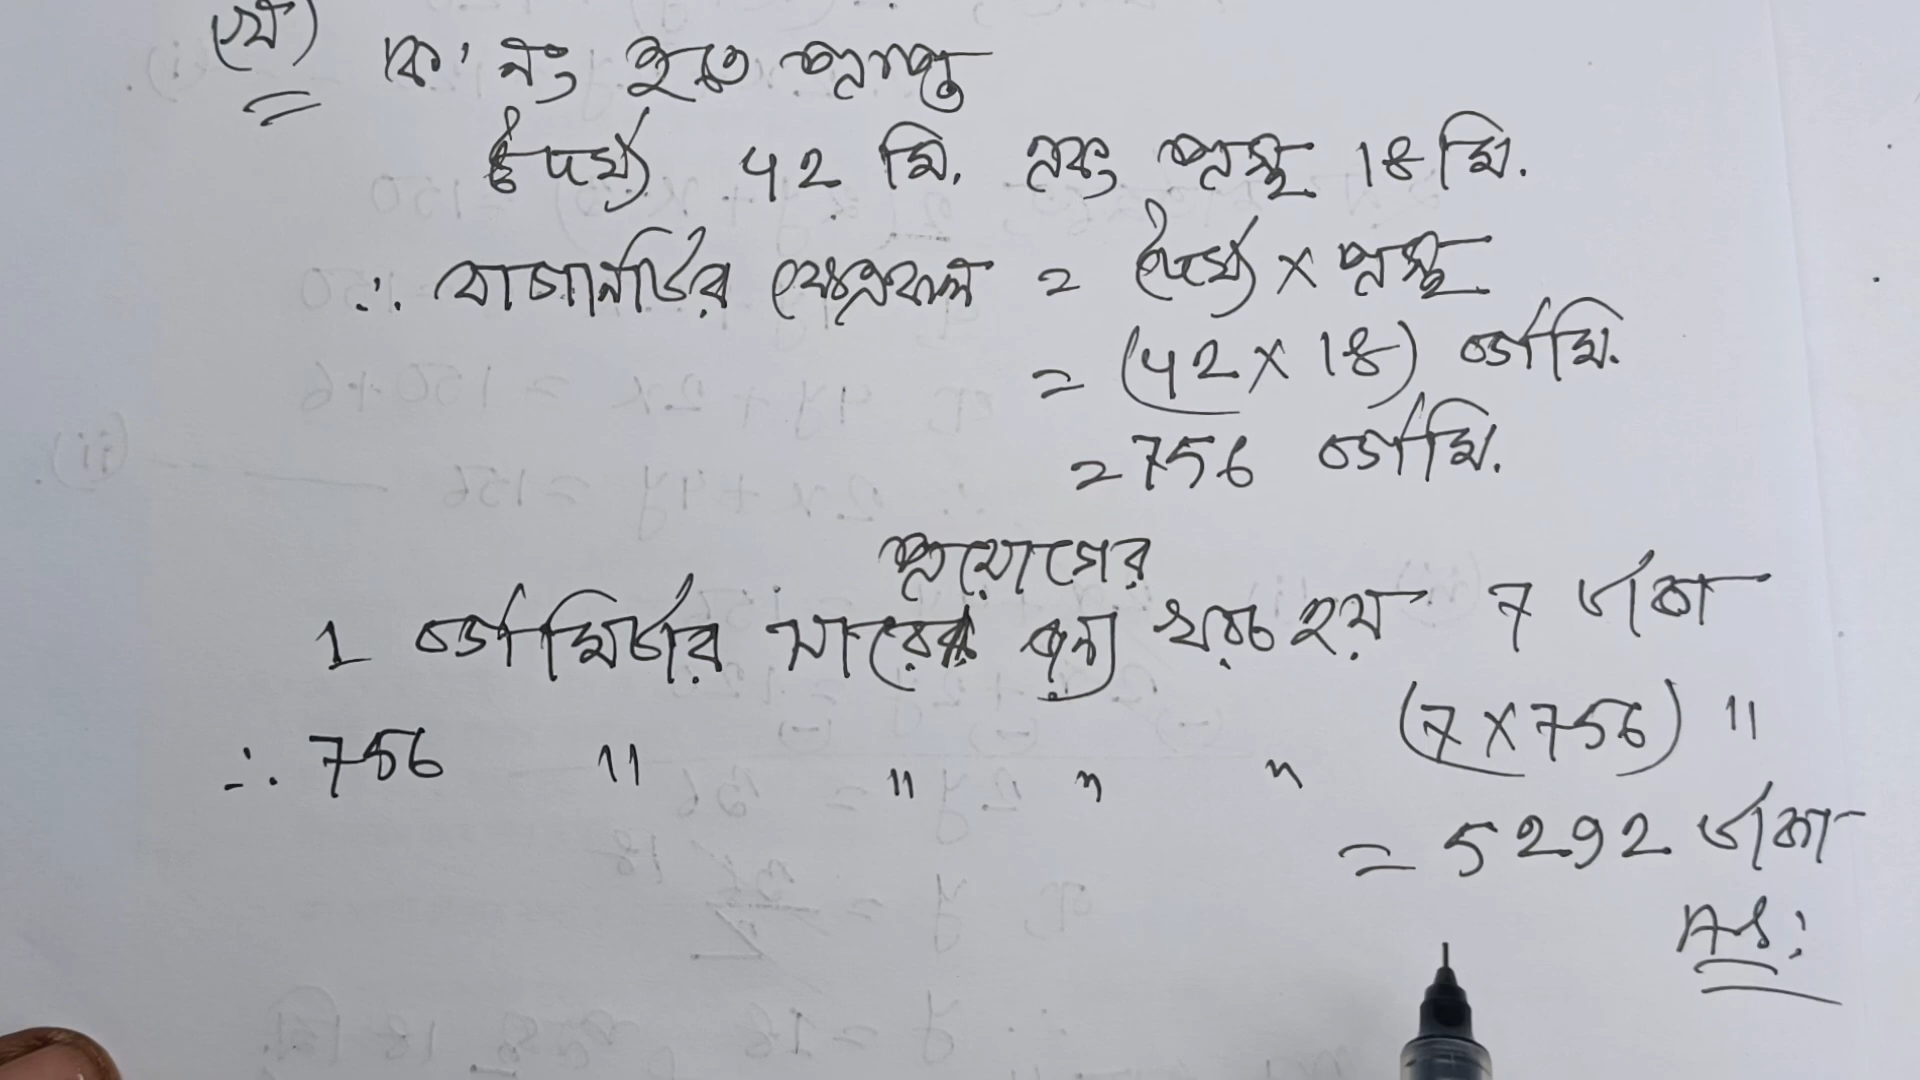 (খ) ক' নং হতে প্রাপ্ত
দৈর্ঘ্য 42 মি. এবং প্রস্থ 18 মি.
∴ বাগানটির ক্ষেত্রফল = দৈর্ঘ্য × প্রস্থ
= (42 × 18) বর্গমি.
= 756 বর্গমি.
প্রয়োগের
1 বর্গমিটার সারের জন্য খরচ হয় 7 টাকা
∴ 756 " " " " (7 × 756) "
= 5292 টাকা
AS: